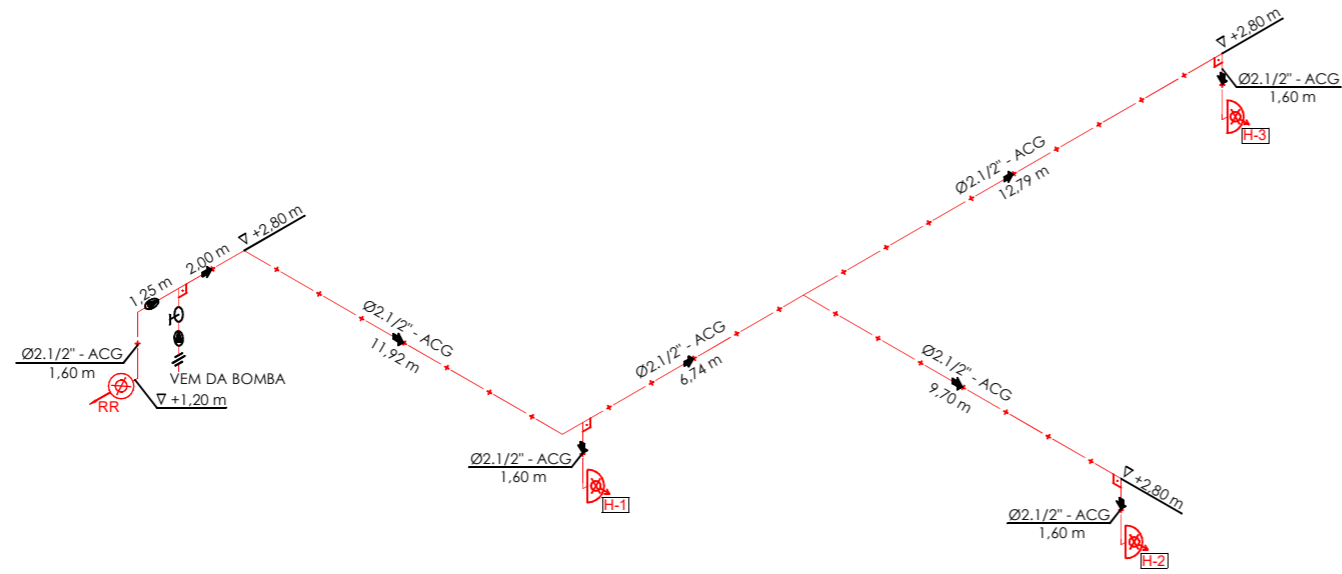 ∇ +2,80 m
Ø2.1/2" - ACG
1,60 m
H-3
Ø2.1/2" - ACG
12,79 m
∇ +2,80 m
2,00 m
1,25 m
Ø2.1/2" - ACG
11,92 m
Ø2.1/2" - ACG
1,60 m
VEM DA BOMBA
RR
∇ +1,20 m
Ø2.1/2" - ACG
6,74 m
Ø2.1/2" - ACG
9,70 m
Ø2.1/2" - ACG
1,60 m
H-1
∇ +2,80 m
Ø2.1/2" - ACG
1,60 m
H-2